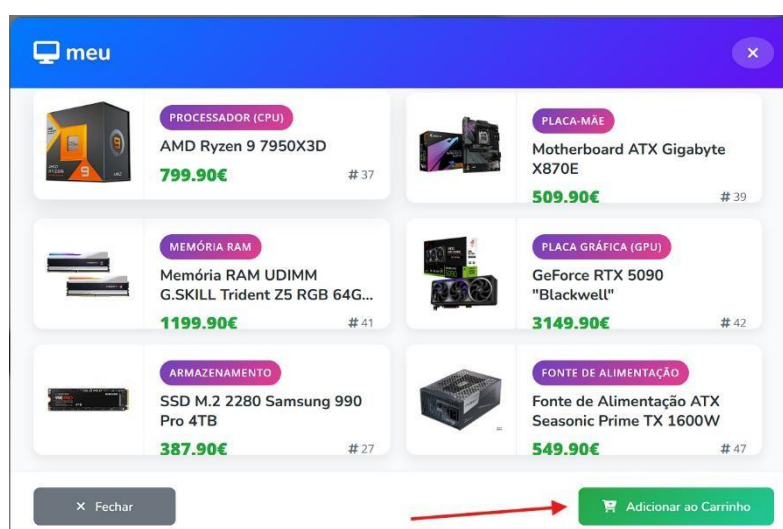 meu
PROCESSADOR (CPU)
AMD Ryzen 9 7950X3D
799.90€
# 37
PLACA-MÃE
Motherboard ATX Gigabyte
X870E
509.90€
# 39
MEMÓRIA RAM
Memória RAM UDIMM
G.SKILL Trident Z5 RGB 64G...
1199.90€
# 41
PLACA GRÁFICA (GPU)
GeForce RTX 5090
"Blackwell"
3149.90€
# 42
ARMAZENAMENTO
SSD M.2 2280 Samsung 990
Pro 4TB
387.90€
# 27
FONTE DE ALIMENTAÇÃO
Fonte de Alimentação ATX
Seasonic Prime TX 1600W
549.90€
# 47
× Fechar
Adicionar ao Carrinho